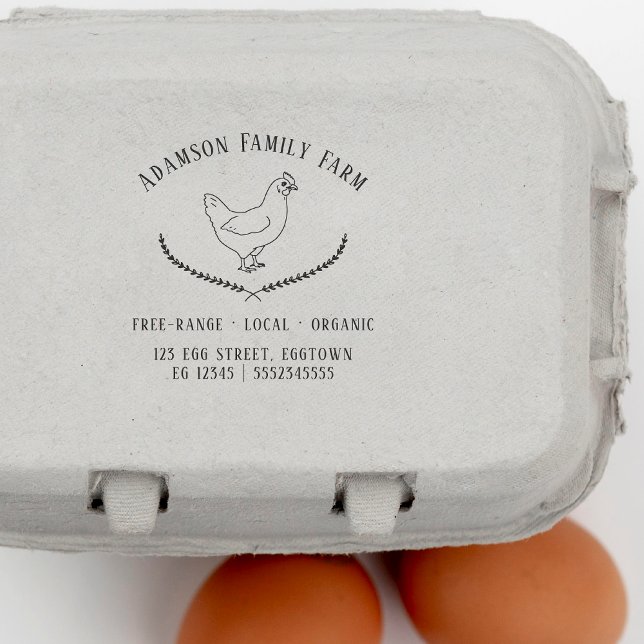 Adamson Family Farm
FREE-RANGE · LOCAL · ORGANIC
123 EGG STREET, EGGTOWN
EG 12345 | 5552345555